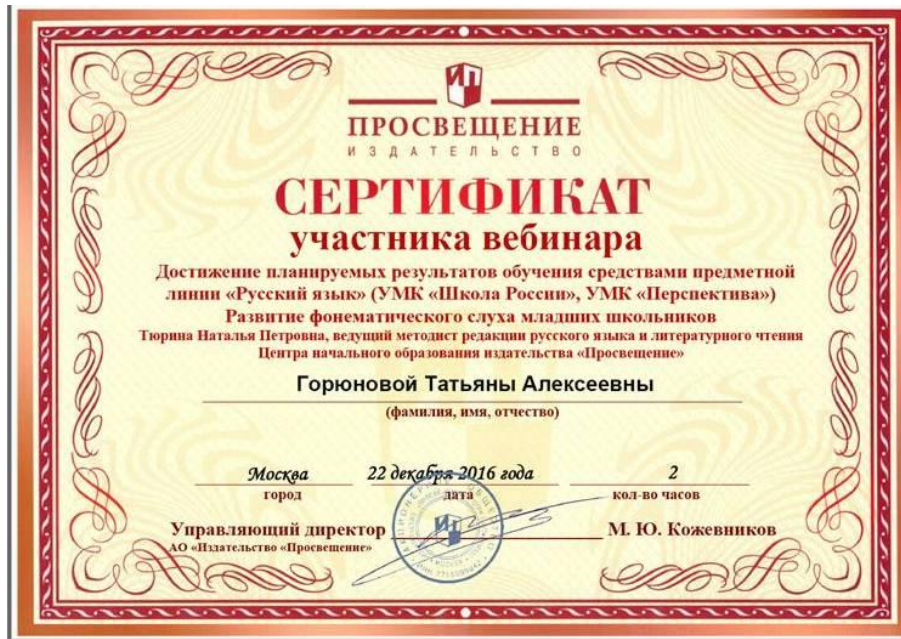 ИП
ПРОСВЕЩЕНИЕ
ИЗДАТЕЛЬСТВО
СЕРТИФИКАТ
участника вебинара
Достижение планируемых результатов обучения средствами предметной
линии «Русский язык» (УМК «Школа России», УМК «Перспектива»)
Развитие фонематического слуха младших школьников
Тюрина Наталья Петровна, ведущий методист редакции русского языка и литературного чтения
Центра начального образования издательства «Просвещение»
Горюновой Татьяны Алексеевны
(фамилия, имя, отчество)
Москва 22 декабря 2016 года 2
город дата кол-во часов
Управляющий директор М. Ю. Кожевников
АО «Издательство «Просвещение»